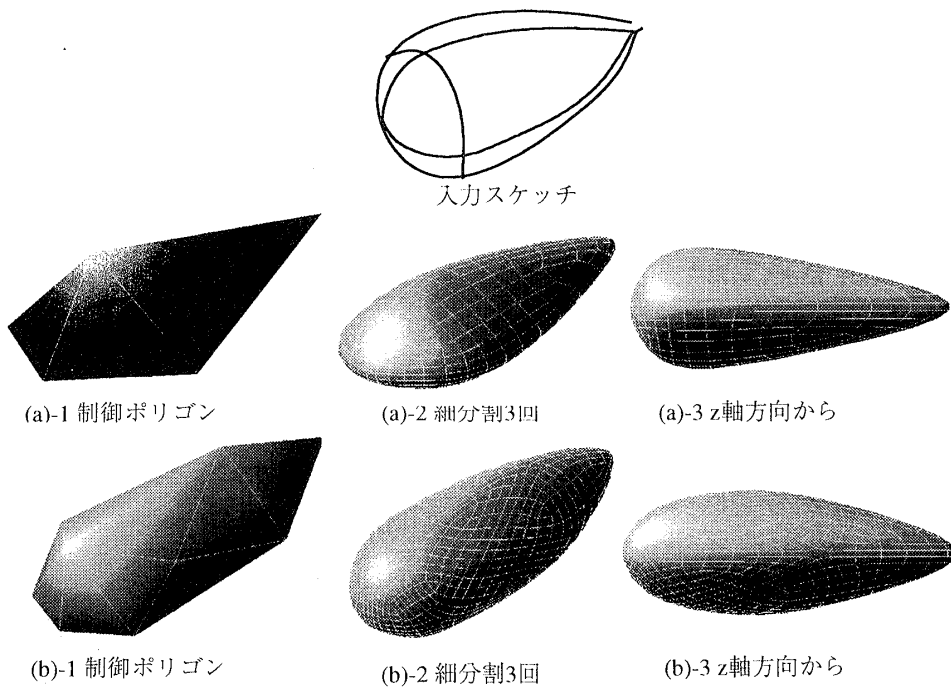 入力スケッチ
(a)-1 制御ポリゴン
(a)-2 細分割3回
(a)-3 z軸方向から
(b)-1 制御ポリゴン
(b)-2 細分割3回
(b)-3 z軸方向から